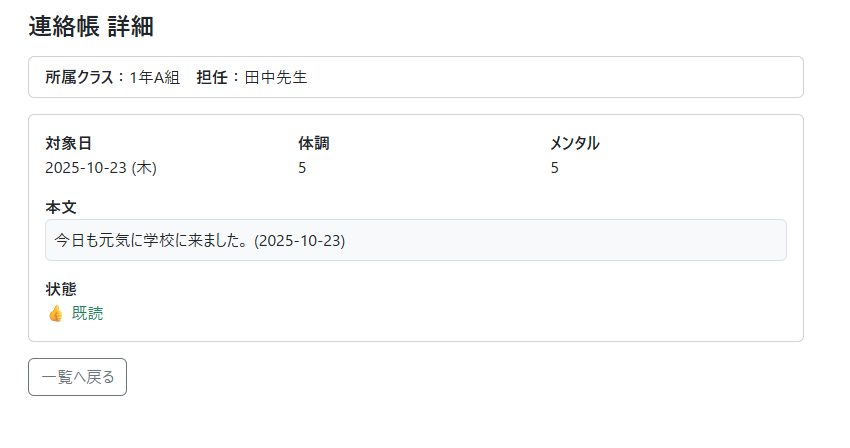 連絡帳 詳細
所属クラス：1年A組 担任：田中先生
対象日 体調 メンタル
2025-10-23 (木) 5 5
本文
今日も元気に学校に来ました。(2025-10-23)
状態
👍 既読
一覧へ戻る